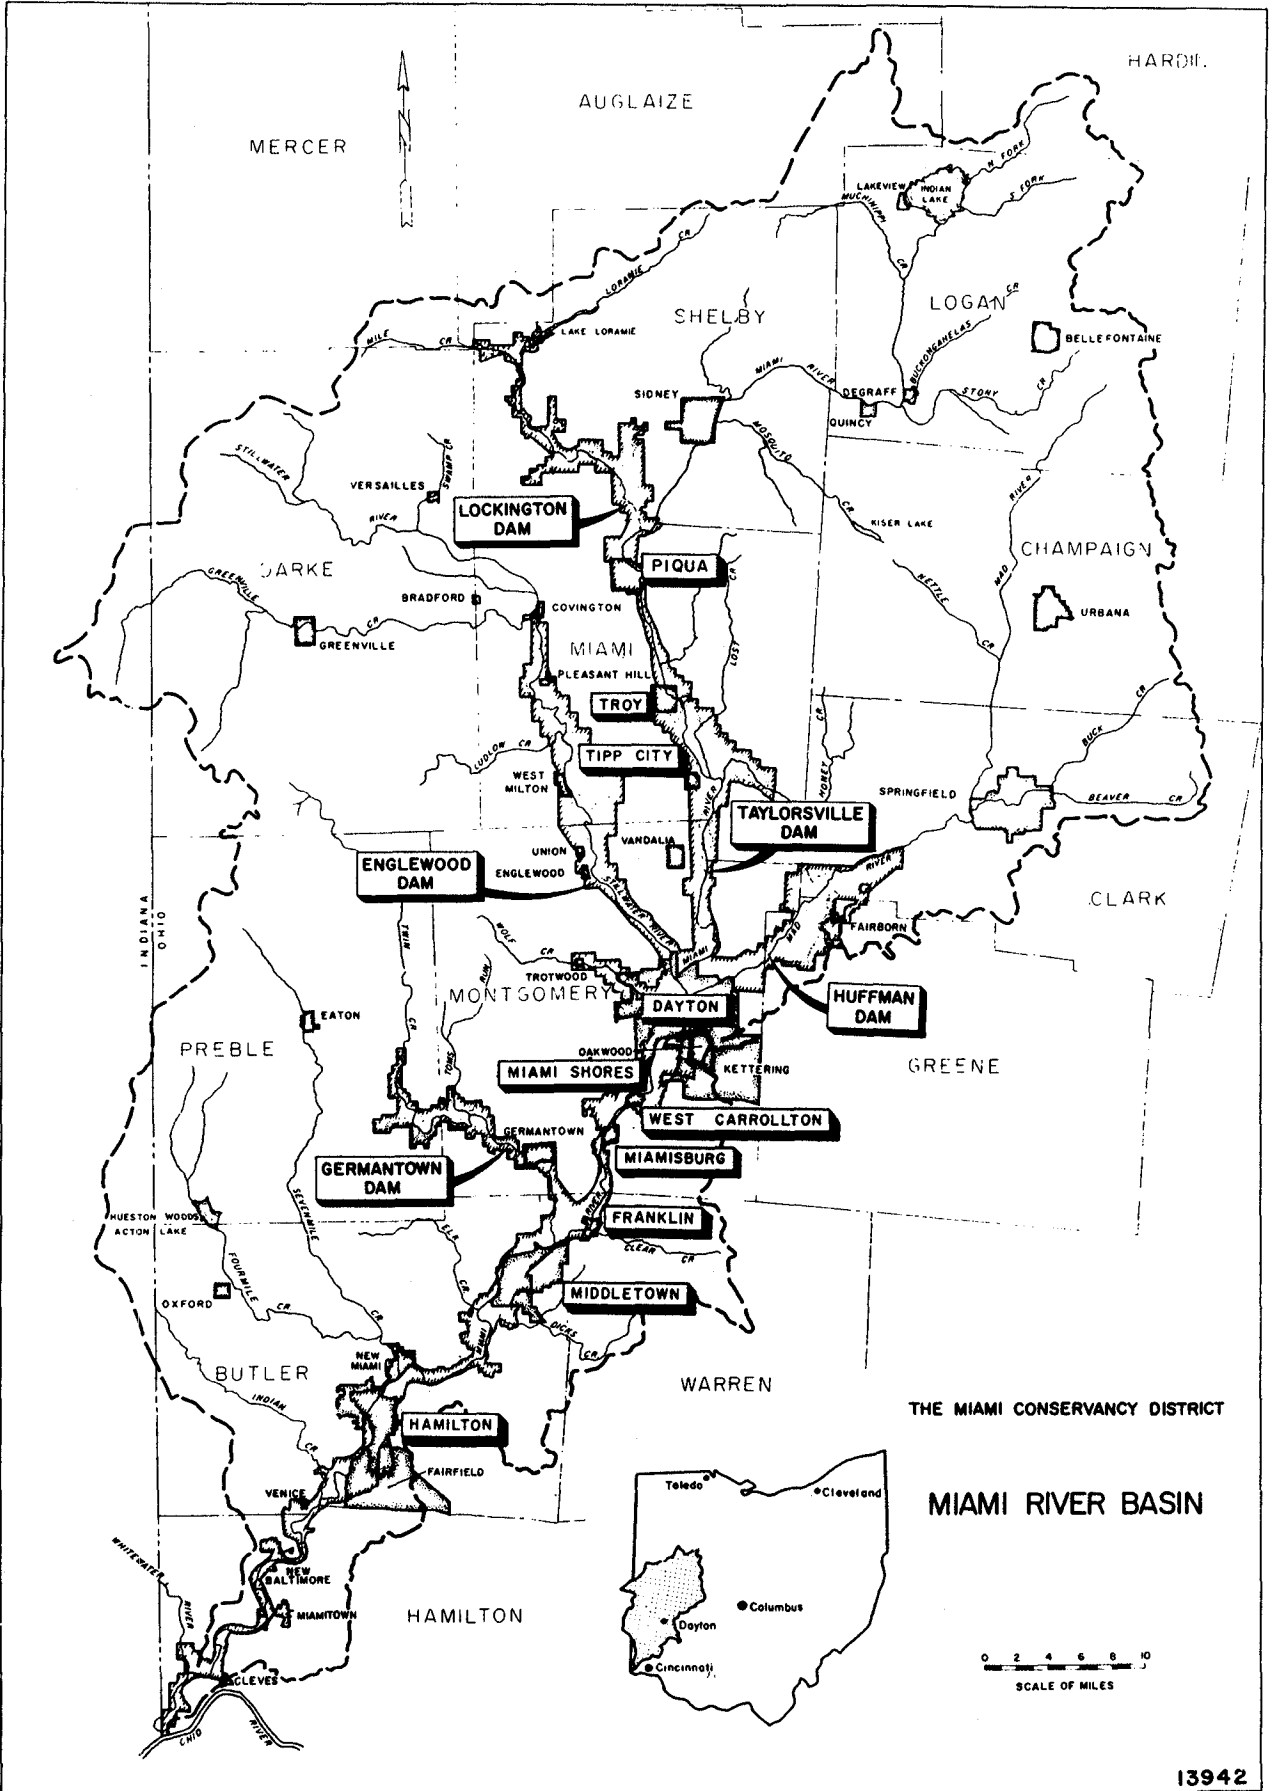 HARDIN
AUGLAIZE
MERCER
N FORK
LAKEVIEW
INDIAN
LAKE
S FORK
MUCHINIPPI
CR
CR
LORAMIE
SHELBY
LOGAN
CR
BUCKONGAHELAS
LAKE LORAMIE
MILE
CR
BELLEFONTAINE
MIAMI
RIVER
SIDNEY
DEGRAFF
STONY
CR
QUINCY
MOSQUITO
CR
STILLWATER
RIVER
SWAMP CR
VERSAILLES
LOCKINGTON
DAM
KISER LAKE
RIVER
MAD
CHAMPAIGN
DARKE
PIQUA
CR
GREENVILLE
CR
BRADFORD
COVINGTON
NETTLE
CR
URBANA
GREENVILLE
MIAMI
LOST
PLEASANT HILL
TROY
CR
HONEY
CR
BUCK
TIPP CITY
LUDLOW CR
WEST
MILTON
RIVER
SPRINGFIELD
BEAVER
CR
TAYLORSVILLE
DAM
UNION
VANDALIA
ENGLEWOOD
DAM
ENGLEWOOD
RIVER
CLARK
INDIANA
OHIO
STILLWATER RIVER
MAD
FAIRBORN
TWIN
CR
WOLF
CR
MIAMI
TROTWOOD
RUN
TOMS
MONTGOMERY
DAYTON
HUFFMAN
DAM
EATON
PREBLE
OAKWOOD
KETTERING
GREENE
MIAMI SHORES
WEST CARROLLTON
GERMANTOWN
MIAMISBURG
GERMANTOWN
DAM
RIVER
FRANKLIN
HUESTON WOODS
ACTON LAKE
SEVENMILE
CR
ELK
CR
CLEAR
CR
FOURMILE
CR
OXFORD
MIDDLETOWN
DICKS
CR
MIAMI
NEW
MIAMI
BUTLER
INDIAN
CR
WARREN
HAMILTON
THE MIAMI CONSERVANCY DISTRICT
FAIRFIELD
VENICE
Toledo
Cleveland
MIAMI RIVER BASIN
WHITEWATER
RIVER
NEW
BALTIMORE
MIAMITOWN
HAMILTON
Columbus
Dayton
Cincinnati
CLEVES
OHIO
RIVER
0 2 4 6 8 10
SCALE OF MILES
13942